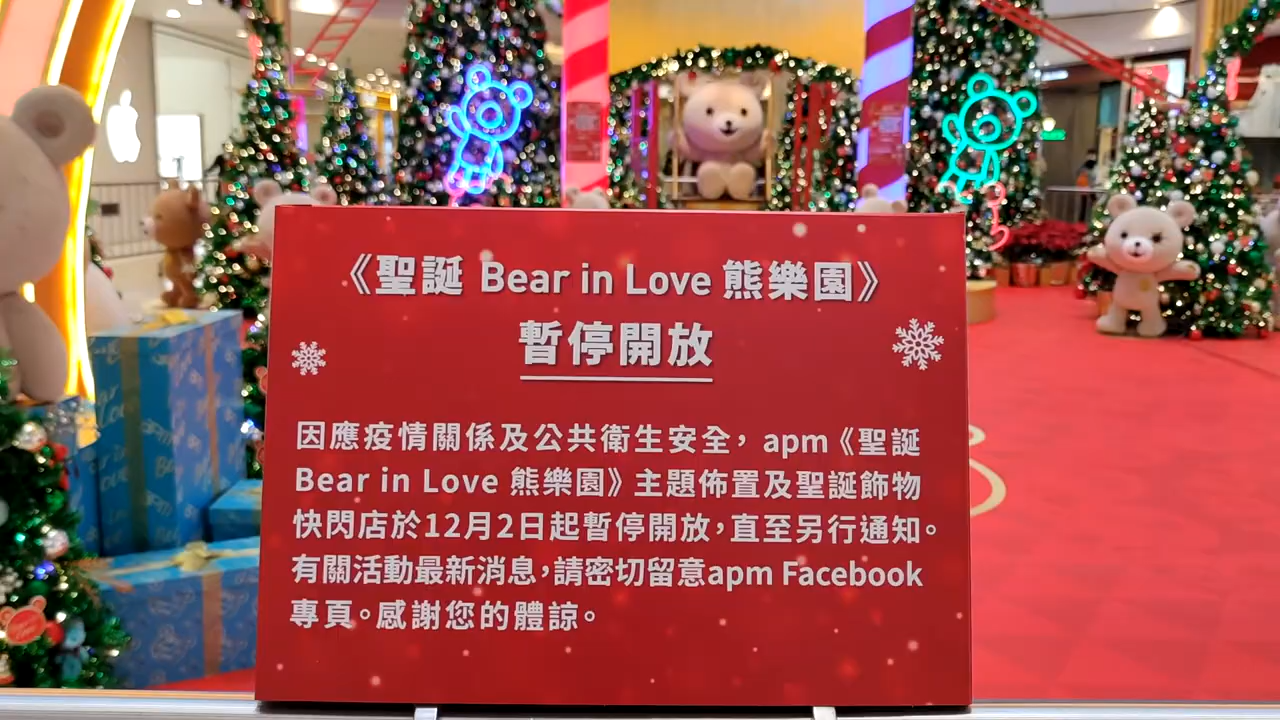 《聖誕 Bear in Love 熊樂園》
暫停開放
因應疫情關係及公共衞生安全，apm《聖誕
Bear in Love 熊樂園》主題佈置及聖誕飾物
快閃店於12月2日起暫停開放，直至另行通知。
有關活動最新消息，請密切留意apm Facebook
專頁。感謝您的體諒。